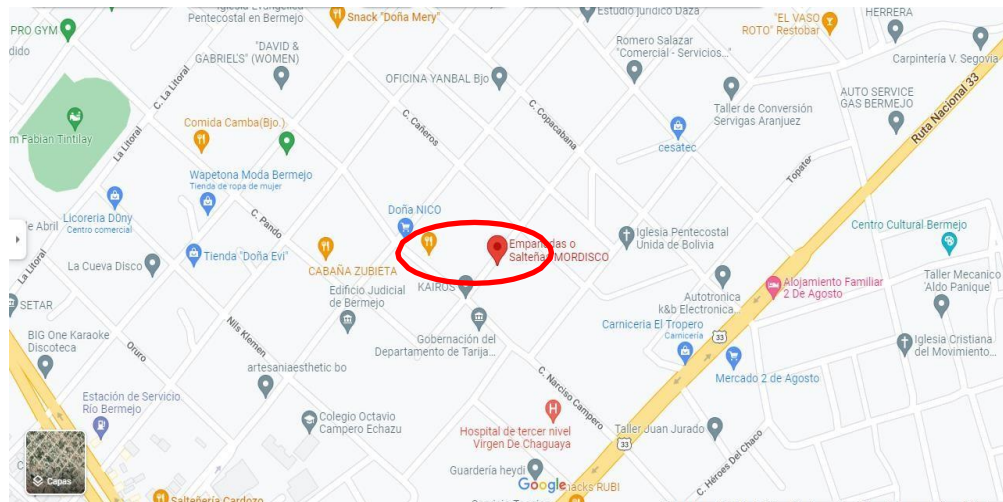 Pentecostal en Bermejo
Snack "Doña Mery"
Estudio jurídico Daza
"EL VASO
ROTO" Restobar
HERRERA
PRO GYM
dido
"DAVID &
GABRIEL'S" (WOMEN)
OFICINA YANBAL Bjo
Romero Salazar
"Comercial - Servicios..."
Carpintería V. Segovia
AUTO SERVICE
GAS BERMEJO
Taller de Conversión
Servigas Aranjuez
Ruta Nacional 33
C. La Litoral
C. Cañeros
C. Copacabana
Comida Camba(Bjo.)
m Fabian Tintilay
La Litoral
cesatec
Topater
Wapetona Moda Bermejo
Tienda de ropa de mujer
Licoreria D0ny
Centro comercial
e Abril
C. Pando
Doña NICO
Empanadas o
Salteñas MORDISCO
Iglesia Pentecostal
Unida de Bolivia
Centro Cultural Bermejo
La Litoral
La Cueva Disco
Tienda "Doña Evi"
CABAÑA ZUBIETA
KAIROS
Edificio Judicial
de Bermejo
Autotronica
k&b Electronica...
Alojamiento Familiar
2 De Agosto
Taller Mecanico
'Aldo Panique'
SETAR
BIG One Karaoke
Discoteca
Oruro
Nils Klemen
Gobernación del
Departamento de Tarija...
Carniceria El Tropero
Carnicería
33
Iglesia Cristiana
del Movimiento...
artesaniaesthetic bo
C. Narciso Campero
Mercado 2 de Agosto
Estación de Servicio
Río Bermejo
Colegio Octavio
Campero Echazu
Hospital de tercer nivel
Virgen De Chaguaya
Taller Juan Jurado
33
C. Héroes Del Chaco
Capas
Guardería heydi
Google
nacks RUBI
Salteñería Cardozo